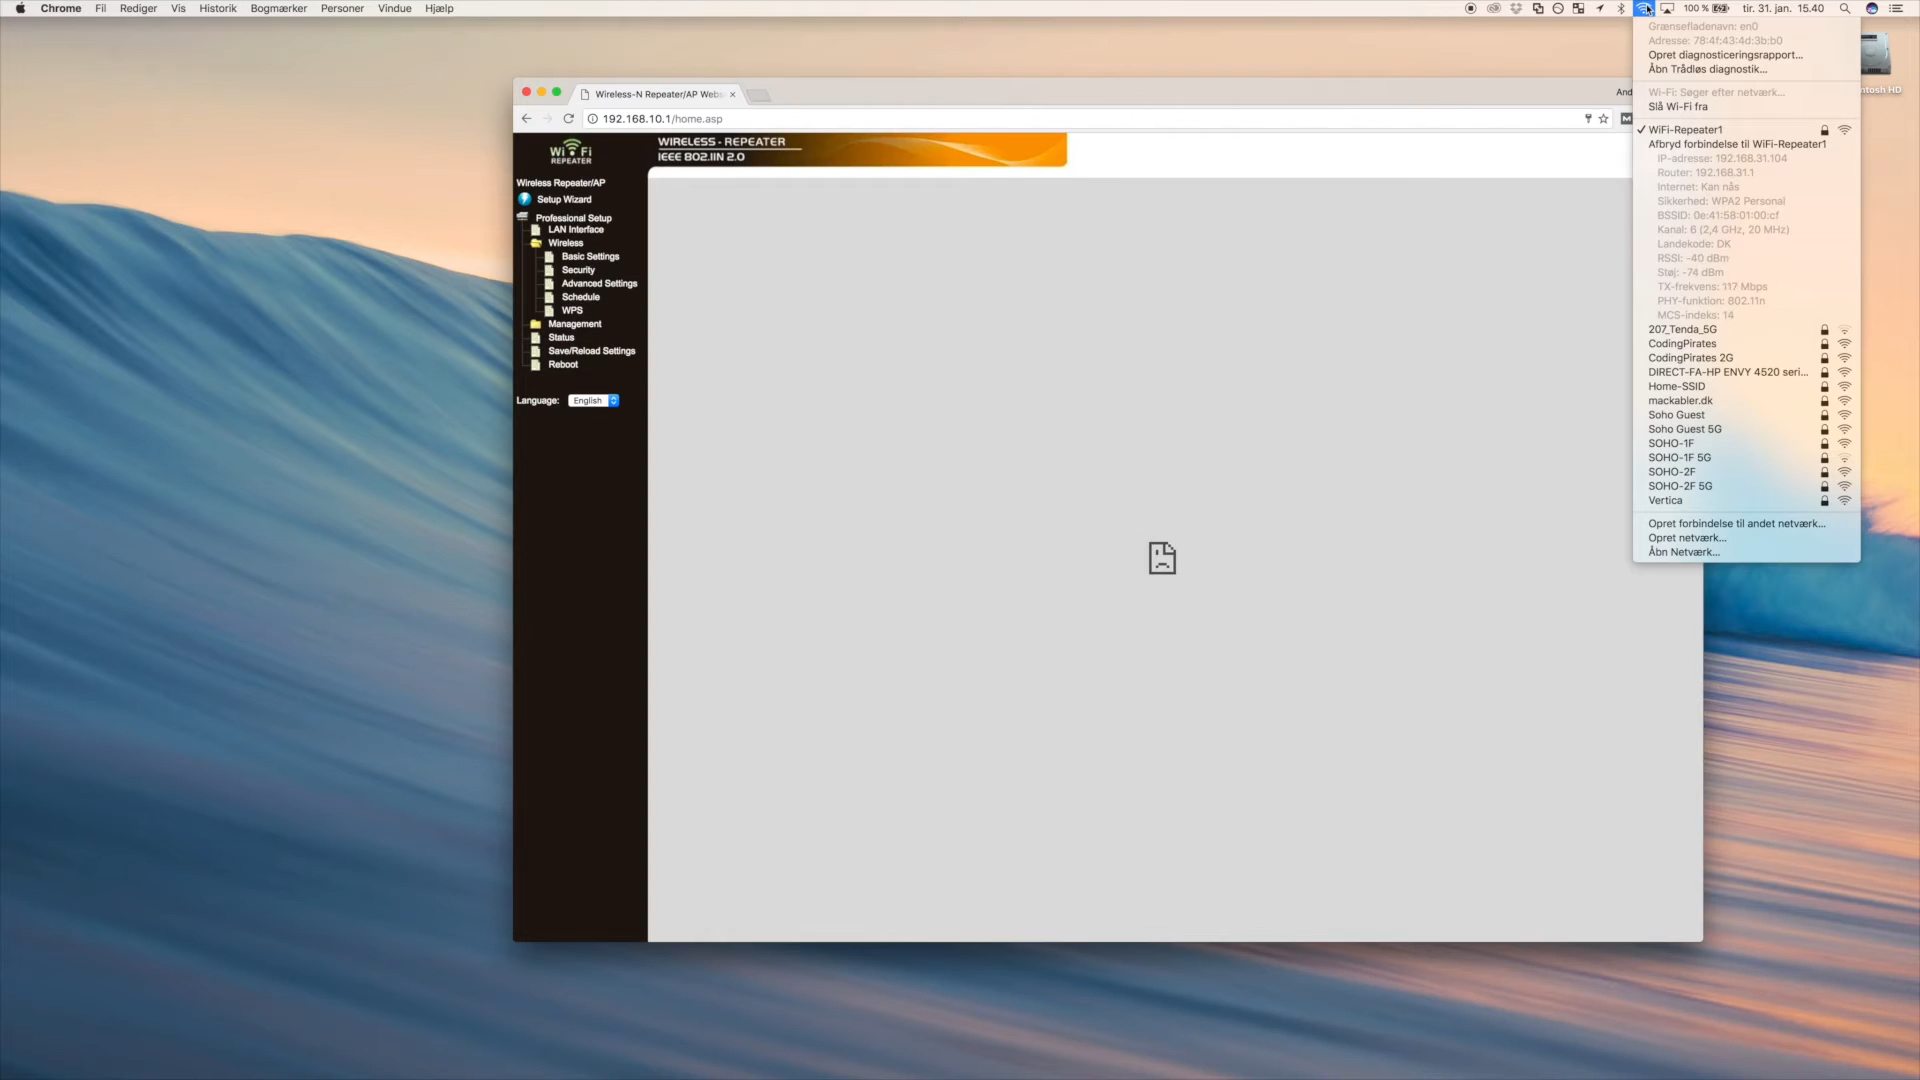 Chrome Fil Rediger Vis Historik Bogmærker Personer Vindue Hjælp
100 % tir. 31. jan. 15.40
Grænsefladenavn: en0
Adresse: 78:4f:43:4d:3b:b0
Opret diagnosticeringsrapport...
Åbn Trådløs diagnostik...
Wi-Fi: Søger efter netværk...
Slå Wi-Fi fra
WiFi-Repeater1
Afbryd forbindelse til WiFi-Repeater1
IP-adresse: 192.168.31.104
Router: 192.168.31.1
Internet: Kan nås
Sikkerhed: WPA2 Personal
BSSID: 0e:41:58:01:00:cf
Kanal: 6 (2,4 GHz, 20 MHz)
Landekode: DK
RSSI: -40 dBm
Støj: -74 dBm
TX-frekvens: 117 Mbps
PHY-funktion: 802.11n
MCS-indeks: 14
207_Tenda_5G
CodingPirates
CodingPirates 2G
DIRECT-FA-HP ENVY 4520 seri...
Home-SSID
mackabler.dk
Soho Guest
Soho Guest 5G
SOHO-1F
SOHO-1F 5G
SOHO-2F
SOHO-2F 5G
Vertica
Opret forbindelse til andet netværk...
Opret netværk...
Åbn Netværk...
ntosh HD
Wireless-N Repeater/AP Webs
And
192.168.10.1/home.asp
M
Wi Fi
REPEATER
WIRELESS - REPEATER
IEEE 802.11N 2.0
Wireless Repeater/AP
Setup Wizard
Professional Setup
LAN Interface
Wireless
Basic Settings
Security
Advanced Settings
Schedule
WPS
Management
Status
Save/Reload Settings
Reboot
Language: English